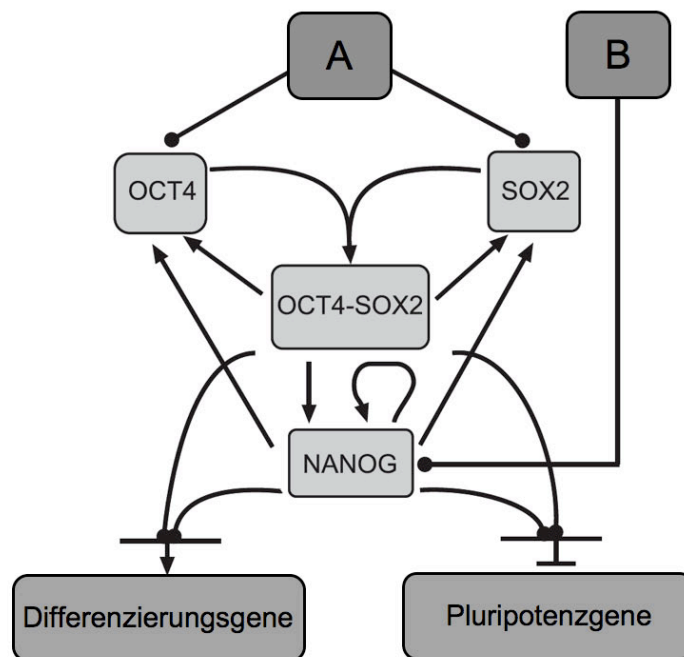 A
B
OCT4
SOX2
OCT4-SOX2
NANOG
Differenzierungsgene
Pluripotenzgene